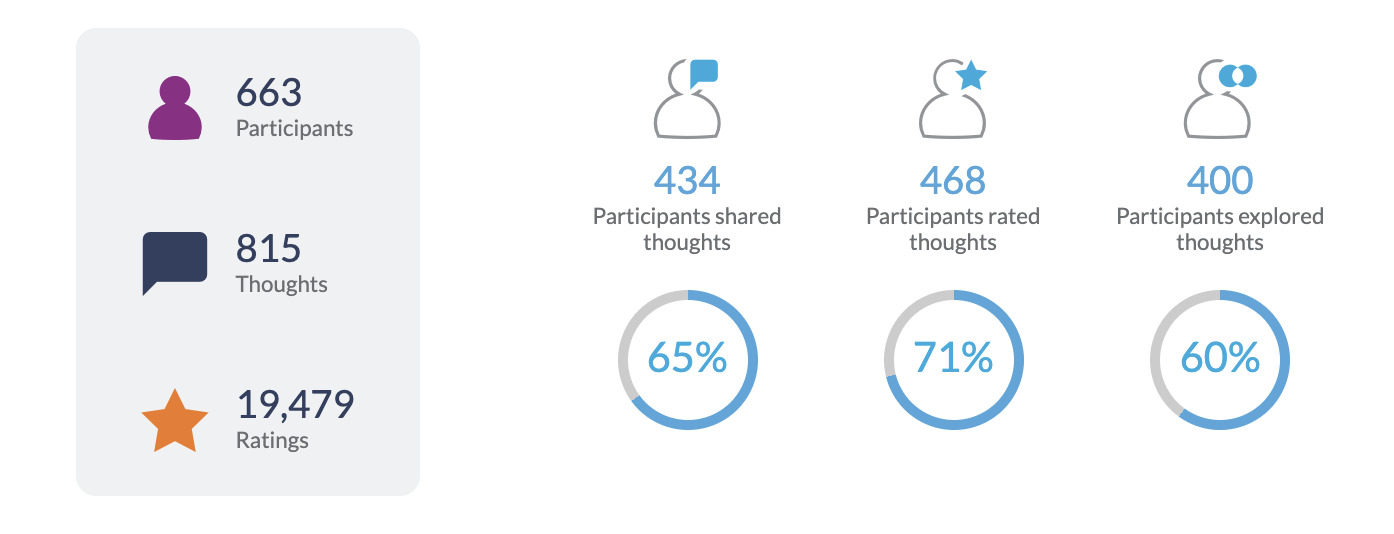 663
Participants
815
Thoughts
19,479
Ratings
434
Participants shared
thoughts
65%
468
Participants rated
thoughts
71%
400
Participants explored
thoughts
60%